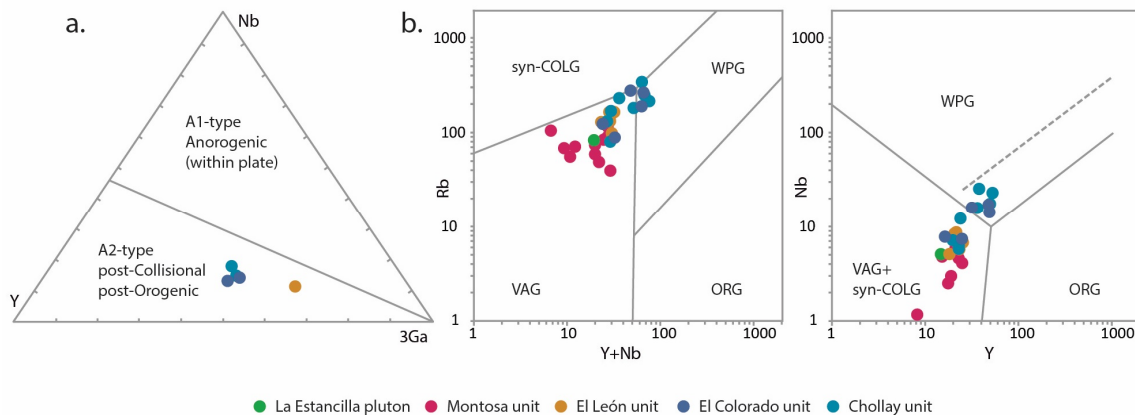 a.
Nb
A1-type
Anorogenic
(within plate)
A2-type
post-Collisional
post-Orogenic
Y
3Ga
b.
1000
100
10
1
Rb
syn-COLG
WPG
VAG
ORG
1
10
100
1000
Y+Nb
1000
100
10
1
Nb
WPG
VAG+
syn-COLG
ORG
1
10
100
1000
Y
La Estancilla pluton
Montosa unit
El León unit
El Colorado unit
Chollay unit